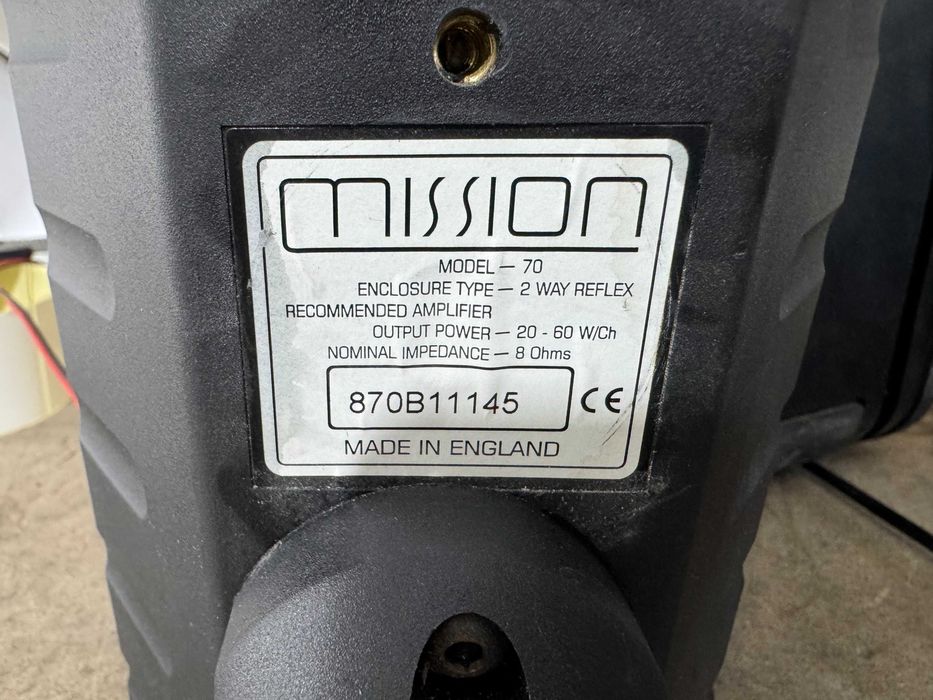 mission
MODEL – 70
ENCLOSURE TYPE – 2 WAY REFLEX
RECOMMENDED AMPLIFIER
OUTPUT POWER – 20 - 60 W/Ch
NOMINAL IMPEDANCE – 8 Ohms
870B11145 CE
MADE IN ENGLAND